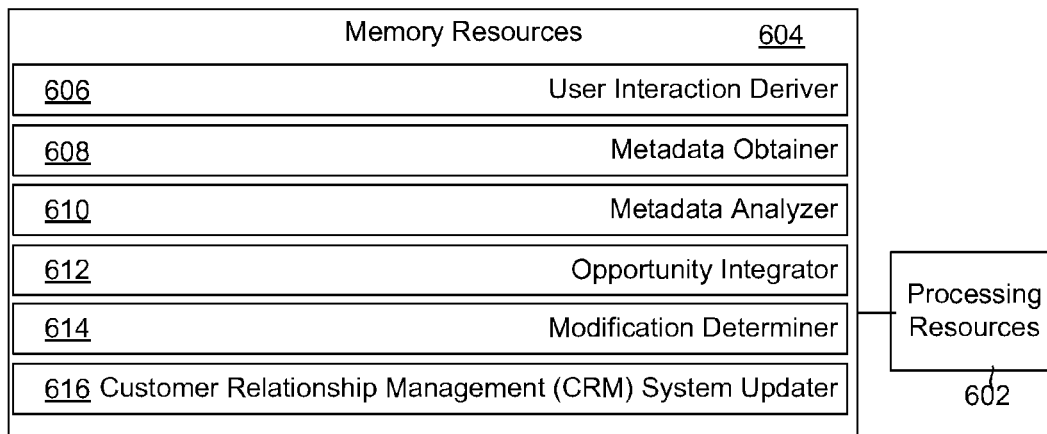 Memory Resources 604
606 User Interaction Deriver
608 Metadada Obtainer
610 Metadata Analyzer
612 Opportunity Integrator
614 Modification Determiner
616 Customer Relationship Management (CRM) System Updater
Processing
Resources
602